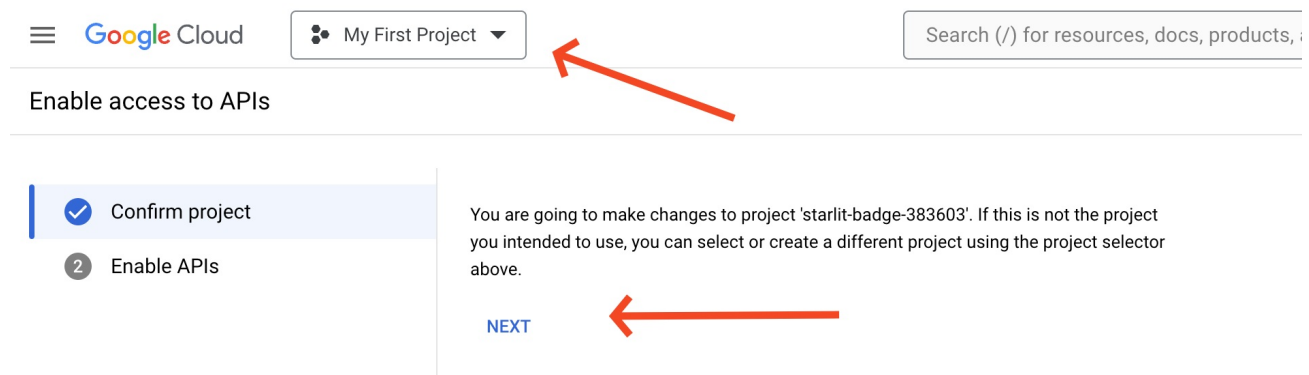 Google Cloud
My First Project
Search (/) for resources, docs, products,
Enable access to APIs
Confirm project
2 Enable APIs
You are going to make changes to project 'starlit-badge-383603'. If this is not the project
you intended to use, you can select or create a different project using the project selector
above.
NEXT